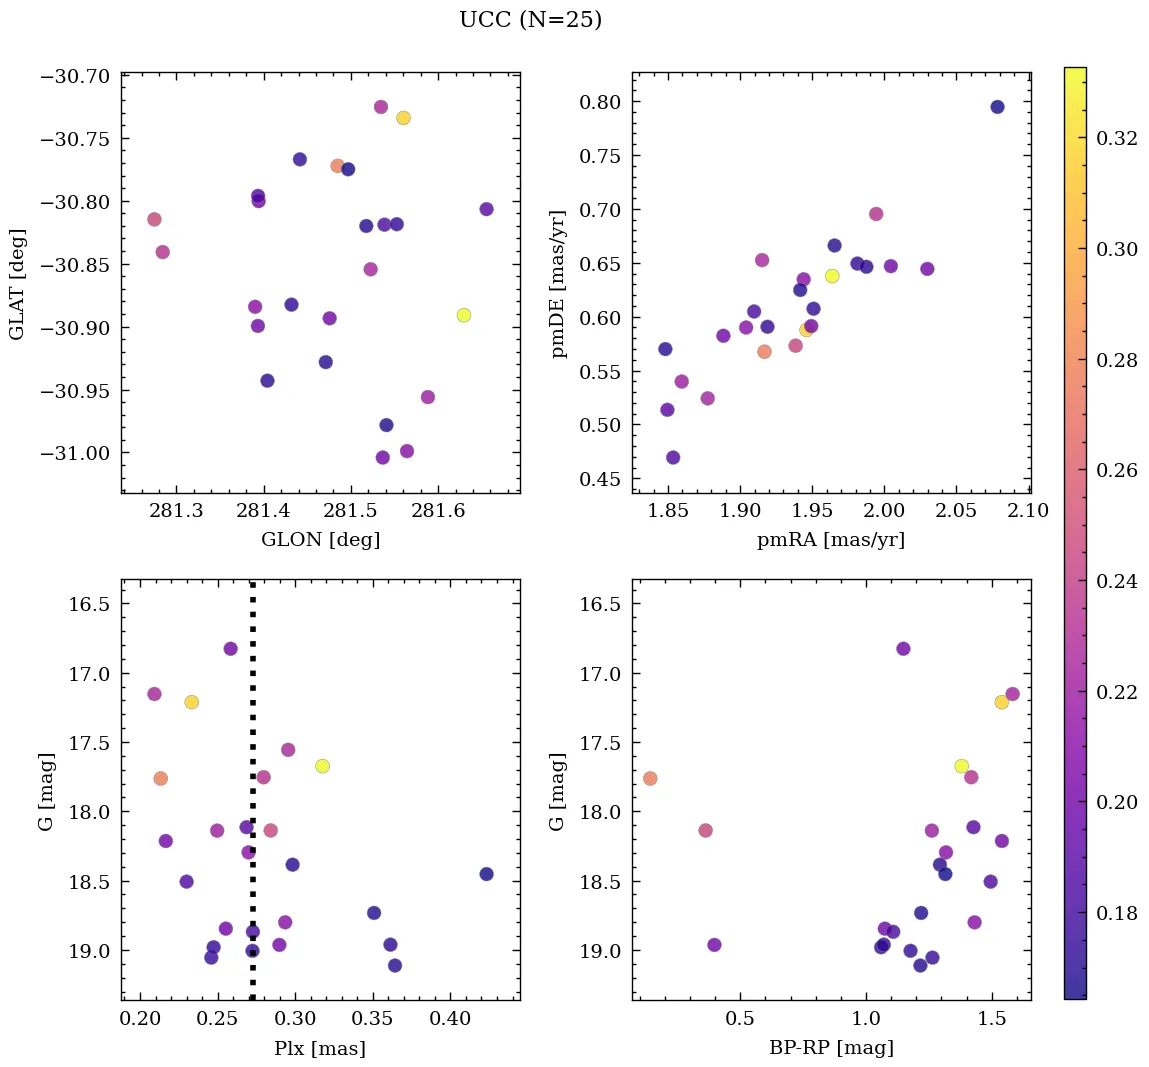 UCC (N=25)
−30.70
−30.75
−30.80
−30.85
−30.90
−30.95
−31.00
GLAT [deg]
281.3 281.4 281.5 281.6
GLON [deg]
0.80
0.75
0.70
0.65
0.60
0.55
0.50
0.45
pmDE [mas/yr]
1.85 1.90 1.95 2.00 2.05 2.10
pmRA [mas/yr]
16.5
17.0
17.5
18.0
18.5
19.0
G [mag]
0.20 0.25 0.30 0.35 0.40
Plx [mas]
16.5
17.0
17.5
18.0
18.5
19.0
G [mag]
0.5 1.0 1.5
BP-RP [mag]
0.32
0.30
0.28
0.26
0.24
0.22
0.20
0.18